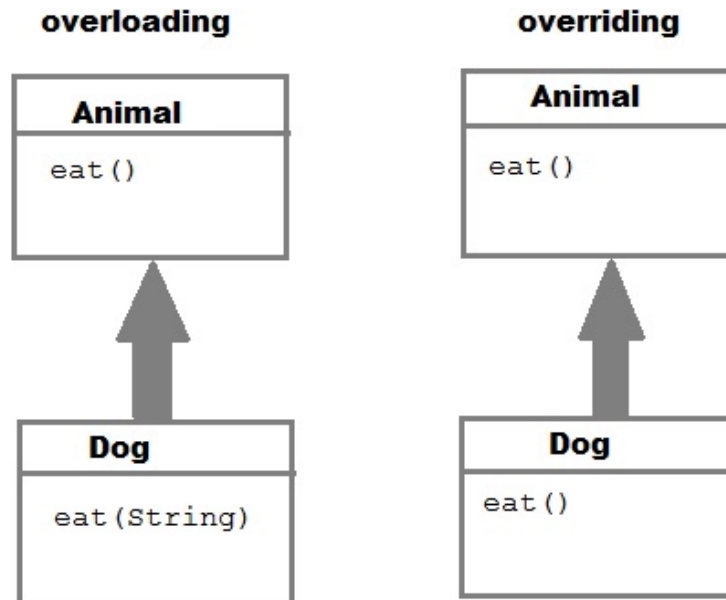 overloading
Animal
eat()
Dog
eat(String)
overriding
Animal
eat()
Dog
eat()